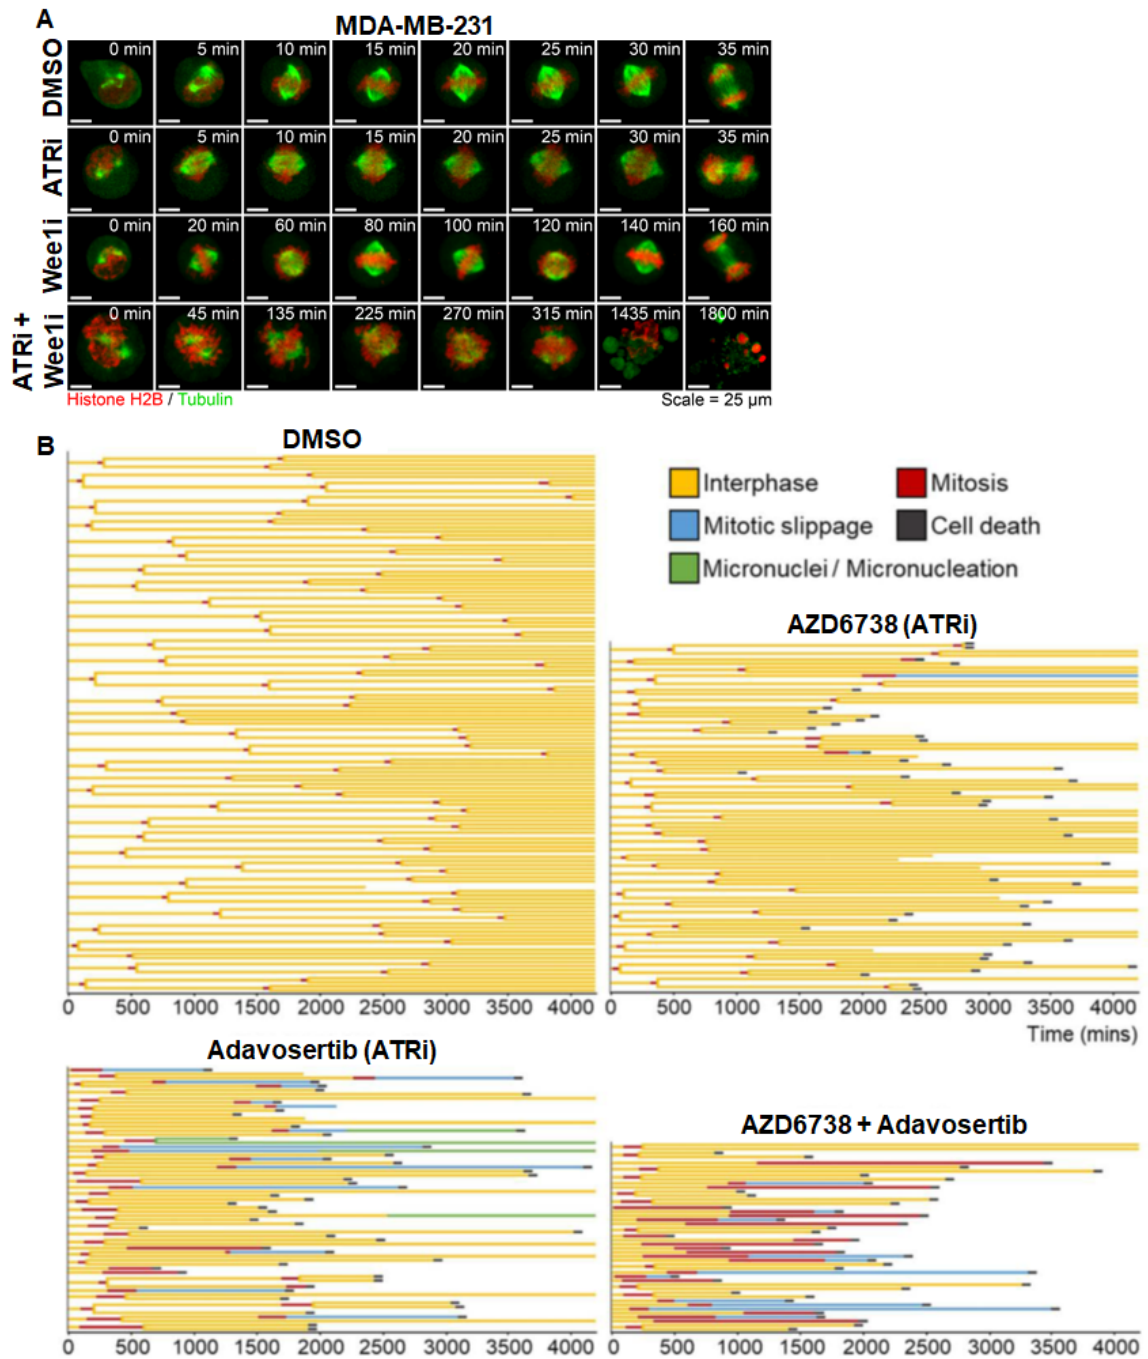 A
MDA-MB-231
DMSO
0 min 5 min 10 min 15 min 20 min 25 min 30 min 35 min
ATRi
0 min 5 min 10 min 15 min 20 min 25 min 30 min 35 min
Wee1i
0 min 20 min 60 min 80 min 100 min 120 min 140 min 160 min
ATRi +
Wee1i
0 min 45 min 135 min 225 min 270 min 315 min 1435 min 1800 min
Histone H2B / Tubulin
Scale = 25 µm
B
DMSO
Interphase
Mitosis
Mitotic slippage
Cell death
Micronuclei / Micronucleation
AZD6738 (ATRi)
0 500 1000 1500 2000 2500 3000 3500 4000
0 500 1000 1500 2000 2500 3000 3500 4000
Time (mins)
Adavosertib (ATRi)
AZD6738 + Adavosertib
0 500 1000 1500 2000 2500 3000 3500 4000
0 500 1000 1500 2000 2500 3000 3500 4000